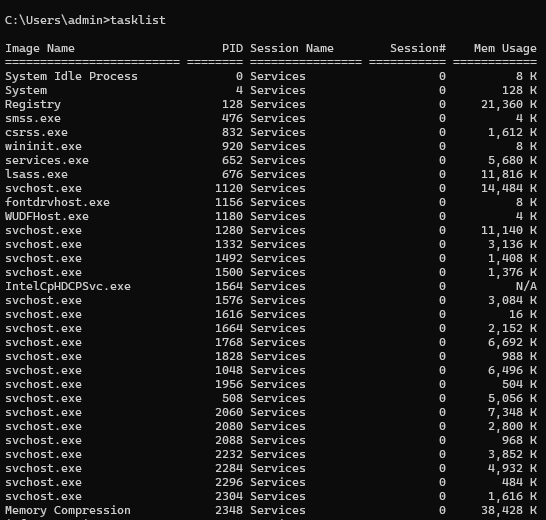 C:\Users\admin>tasklist
Image Name                     PID Session Name        Session#    Mem Usage
========================= ======== ================ =========== ============
System Idle Process              0 Services                   0          8 K
System                           4 Services                   0        128 K
Registry                       128 Services                   0     21,360 K
smss.exe                       476 Services                   0          4 K
csrss.exe                      832 Services                   0      1,612 K
wininit.exe                    920 Services                   0          8 K
services.exe                   652 Services                   0      5,680 K
lsass.exe                      676 Services                   0     11,816 K
svchost.exe                   1120 Services                   0     14,484 K
fontdrvhost.exe               1156 Services                   0          8 K
WUDFHost.exe                  1180 Services                   0          4 K
svchost.exe                   1280 Services                   0     11,140 K
svchost.exe                   1332 Services                   0      3,136 K
svchost.exe                   1492 Services                   0      1,408 K
svchost.exe                   1500 Services                   0      1,376 K
IntelCpHDCPSvc.exe            1564 Services                   0          N/A
svchost.exe                   1576 Services                   0      3,084 K
svchost.exe                   1616 Services                   0         16 K
svchost.exe                   1664 Services                   0      2,152 K
svchost.exe                   1768 Services                   0      6,692 K
svchost.exe                   1828 Services                   0        988 K
svchost.exe                   1048 Services                   0      6,496 K
svchost.exe                   1956 Services                   0        504 K
svchost.exe                    508 Services                   0      5,056 K
svchost.exe                   2060 Services                   0      7,348 K
svchost.exe                   2080 Services                   0      2,800 K
svchost.exe                   2088 Services                   0        968 K
svchost.exe                   2232 Services                   0      3,852 K
svchost.exe                   2284 Services                   0      4,932 K
svchost.exe                   2296 Services                   0        484 K
svchost.exe                   2304 Services                   0      1,616 K
Memory Compression            2348 Services                   0     38,428 K